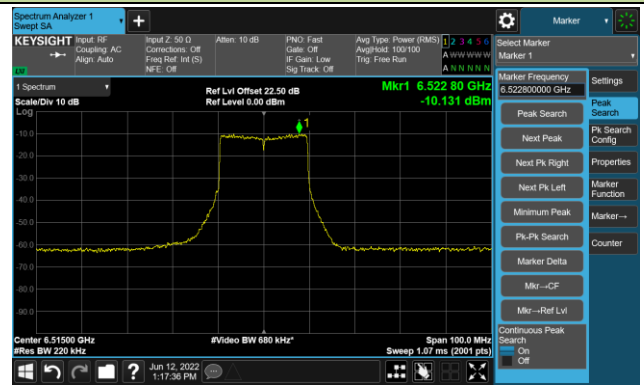 Spectrum Analyzer 1
Swept SA
Marker
KEYSIGHT
Input: RF
Coupling: AC
Align: Auto
Input Z: 50 Ω
Corrections: Off
Freq Ref: Int (S)
NFE: Off
Atten: 10 dB
PNO: Fast
Gate: Off
IF Gain: Low
Sig Track: Off
Avg Type: Power (RMS)
Avg|Hold: 100/100
Trig: Free Run
1 2 3 4 5 6
A W W W W W
A N N N N N
LW
Select Marker
Marker 1
1 Spectrum
Scale/Div 10 dB
Log
Ref Lvl Offset 22.50 dB
Ref Level 0.00 dBm
Mkr1 6.522 80 GHz
-10.131 dBm
1
-10.0
-20.0
-30.0
-40.0
-50.0
-60.0
-70.0
-80.0
-90.0
Center 6.51500 GHz
#Res BW 220 kHz
#Video BW 680 kHz*
Span 100.0 MHz
Sweep 1.07 ms (2001 pts)
Marker Frequency
6.522800000 GHz
Peak Search
Next Peak
Next Pk Right
Next Pk Left
Minimum Peak
Pk-Pk Search
Marker Delta
Mkr→CF
Mkr→Ref Lvl
Continuous Peak
Search
On
Off
Settings
Peak
Search
Pk Search
Config
Properties
Marker
Function
Marker→
Counter
?
Jun 12, 2022
1:17:36 PM